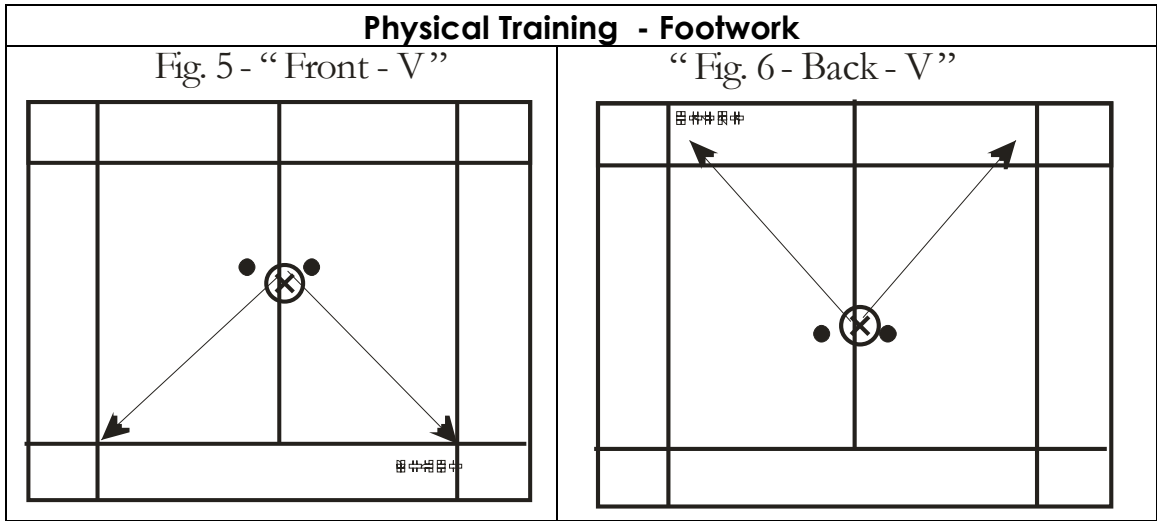 Physical Training - Footwork
Fig. 5 - “ Front - V ”
“ Fig. 6 - Back - V ”